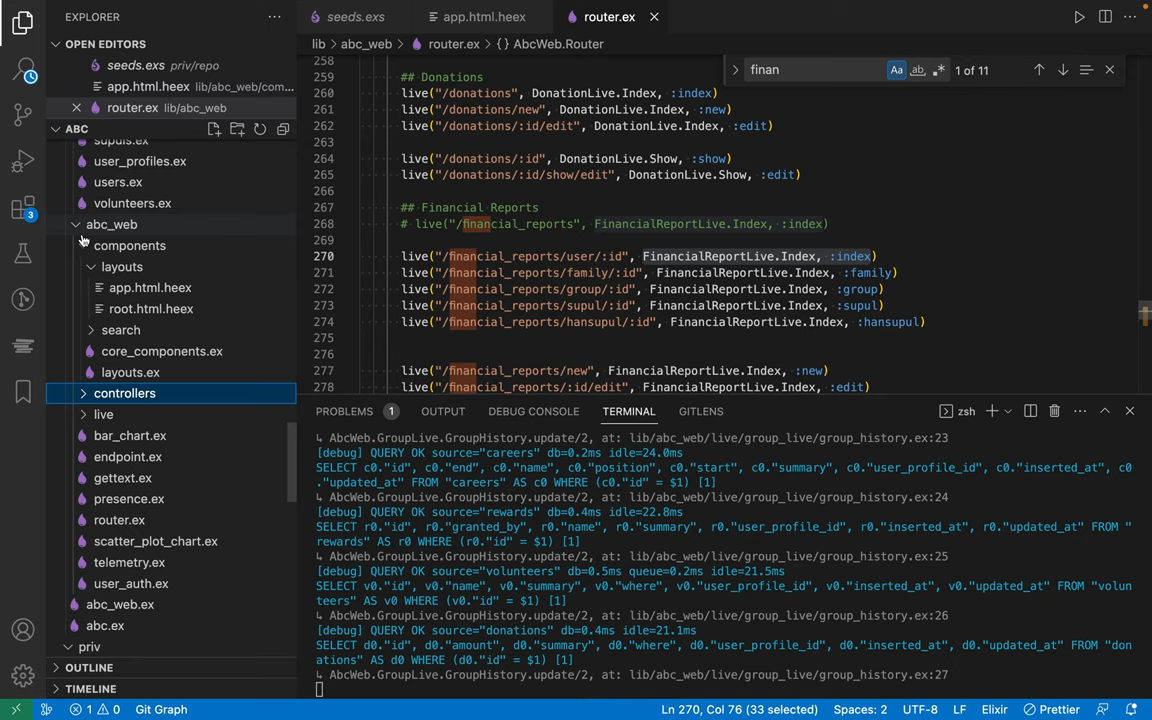 EXPLORER
OPEN EDITORS
seeds.exs priv/repo
app.html.heex lib/abc_web/com...
router.ex lib/abc_web
ABC
supuls.ex
user_profiles.ex
users.ex
volunteers.ex
abc_web
components
layouts
app.html.heex
root.html.heex
search
core_components.ex
layouts.ex
controllers
live
bar_chart.ex
endpoint.ex
gettext.ex
presence.ex
router.ex
scatter_plot_chart.ex
telemetry.ex
user_auth.ex
abc_web.ex
abc.ex
priv
OUTLINE
TIMELINE
3
seeds.exs app.html.heex router.ex
lib > abc_web > router.ex > {} AbcWeb.Router
finan Aa ab .* 1 of 11
258
259 ## Donations
260 live("/donations", DonationLive.Index, :index)
261 live("/donations/new", DonationLive.Index, :new)
262 live("/donations/:id/edit", DonationLive.Index, :edit)
263
264 live("/donations/:id", DonationLive.Show, :show)
265 live("/donations/:id/show/edit", DonationLive.Show, :edit)
266
267 ## Financial Reports
268 # live("/financial_reports", FinancialReportLive.Index, :index)
269
270 live("/financial_reports/user/:id", FinancialReportLive.Index, :index)
271 live("/financial_reports/family/:id", FinancialReportLive.Index, :family)
272 live("/financial_reports/group/:id", FinancialReportLive.Index, :group)
273 live("/financial_reports/supul/:id", FinancialReportLive.Index, :supul)
274 live("/financial_reports/hansupul/:id", FinancialReportLive.Index, :hansupul)
275
276
277 live("/financial_reports/new", FinancialReportLive.Index, :new)
278 live("/financial_reports/:id/edit", FinancialReportLive.Index, :edit)
PROBLEMS 1 OUTPUT DEBUG CONSOLE TERMINAL GITLENS zsh
↳ AbcWeb.GroupLive.GroupHistory.update/2, at: lib/abc_web/live/group_live/group_history.ex:23
[debug] QUERY OK source="careers" db=0.2ms idle=24.0ms
SELECT c0."id", c0."end", c0."name", c0."position", c0."start", c0."summary", c0."user_profile_id", c0."inserted_at", c0
."updated_at" FROM "careers" AS c0 WHERE (c0."id" = $1) [1]
↳ AbcWeb.GroupLive.GroupHistory.update/2, at: lib/abc_web/live/group_live/group_history.ex:24
[debug] QUERY OK source="rewards" db=0.4ms idle=22.8ms
SELECT r0."id", r0."granted_by", r0."name", r0."summary", r0."user_profile_id", r0."inserted_at", r0."updated_at" FROM "
rewards" AS r0 WHERE (r0."id" = $1) [1]
↳ AbcWeb.GroupLive.GroupHistory.update/2, at: lib/abc_web/live/group_live/group_history.ex:25
[debug] QUERY OK source="volunteers" db=0.5ms queue=0.2ms idle=21.5ms
SELECT v0."id", v0."name", v0."summary", v0."where", v0."user_profile_id", v0."inserted_at", v0."updated_at" FROM "volun
teers" AS v0 WHERE (v0."id" = $1) [1]
↳ AbcWeb.GroupLive.GroupHistory.update/2, at: lib/abc_web/live/group_live/group_history.ex:26
[debug] QUERY OK source="donations" db=0.4ms idle=21.1ms
SELECT d0."id", d0."amount", d0."summary", d0."where", d0."user_profile_id", d0."inserted_at", d0."updated_at" FROM "don
ations" AS d0 WHERE (d0."id" = $1) [1]
↳ AbcWeb.GroupLive.GroupHistory.update/2, at: lib/abc_web/live/group_live/group_history.ex:27
1 0 Git Graph Ln 270, Col 76 (33 selected) Spaces: 2 UTF-8 LF Elixir Prettier